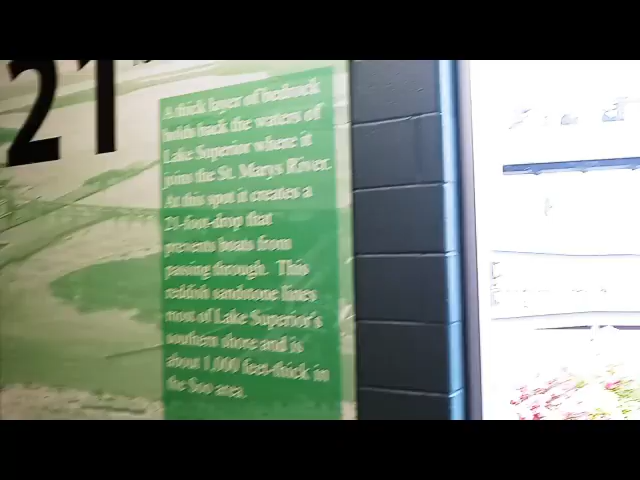 21
A thick layer of bedrock
holds back the waters of
Lake Superior where it
joins the St. Marys River.
At this spot it creates a
21-foot-drop that
prevents boats from
passing through. This
reddish sandstone lines
most of Lake Superior's
southern shore and is
about 1,000 feet-thick in
the Soo area.